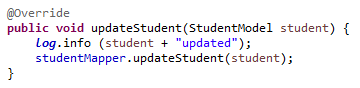 @Override
public void updateStudent(StudentModel student) {
    log.info (student + "updated");
    studentMapper.updateStudent(student);
}